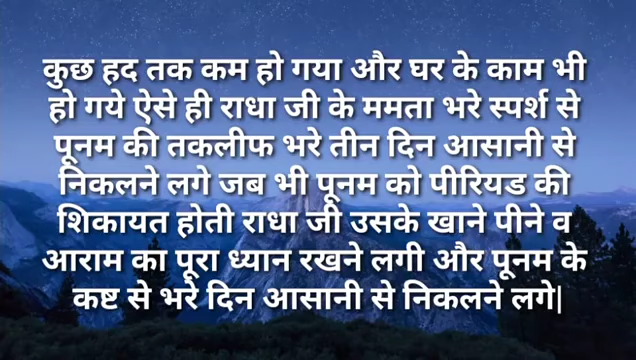 कुछ हद तक कम हो गया और घर के काम भी
हो गये ऐसे ही राधा जी के ममता भरे स्पर्श से
पूनम की तकलीफ भरे तीन दिन आसानी से
निकलने लगे जब भी पूनम को पीरियड की
शिकायत होती राधा जी उसके खाने पीने व
आराम का पूरा ध्यान रखने लगी और पूनम के
कष्ट से भरे दिन आसानी से निकलने लगे|